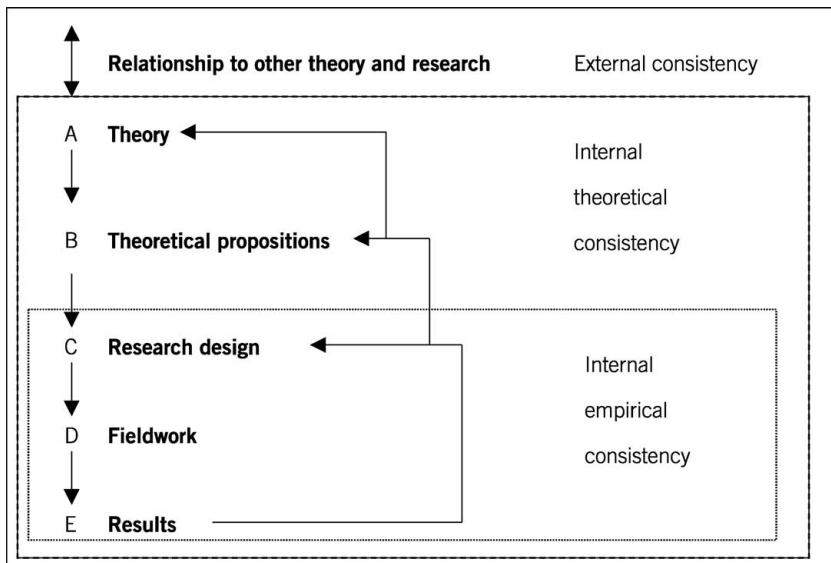 Relationship to other theory and research External consistency
A Theory
Internal
theoretical
B Theoretical propositions consistency
C Research design
Internal
empirical
D Fieldwork
consistency
E Results